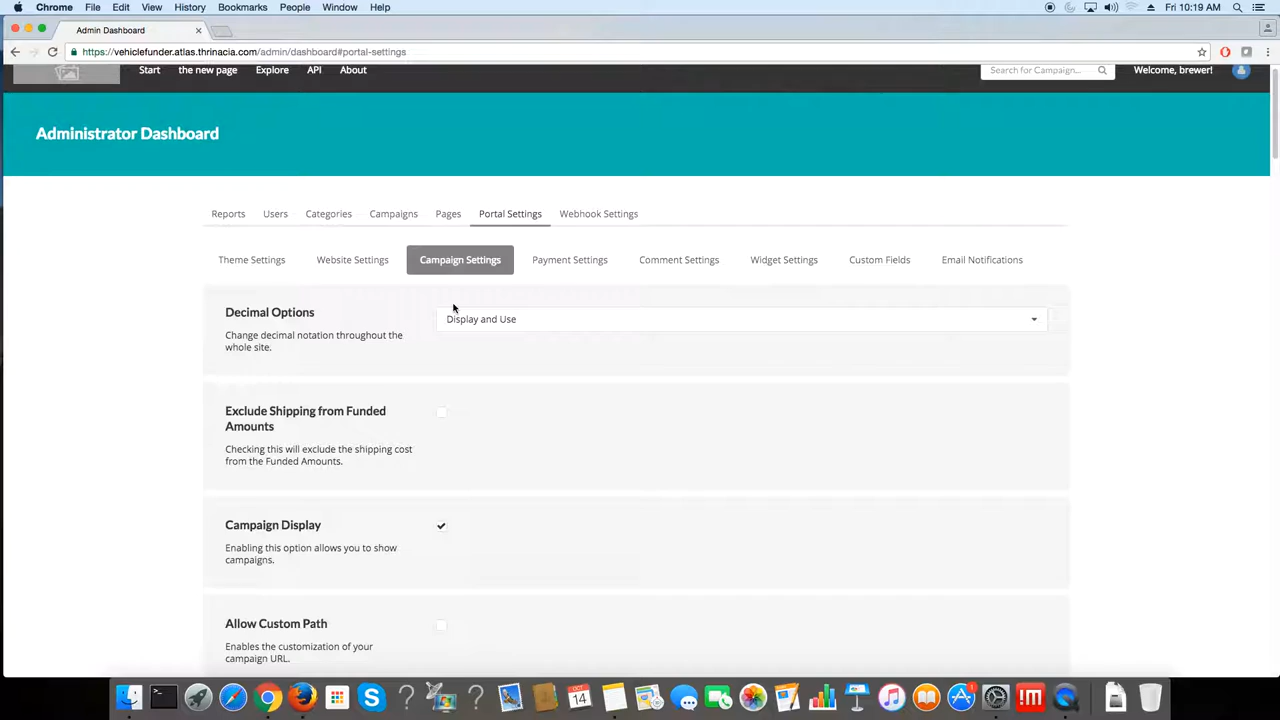 Chrome File Edit View History Bookmarks People Window Help Fri 10:19 AM
Admin Dashboard
https://vehiclefunder.atlas.thrinacia.com/admin/dashboard#portal-settings
Start the new page Explore API About Search for Campaign... Welcome, brewer!
Administrator Dashboard
Reports Users Categories Campaigns Pages Portal Settings Webhook Settings
Theme Settings Website Settings Campaign Settings Payment Settings Comment Settings Widget Settings Custom Fields Email Notifications
Decimal Options
Display and Use
Change decimal notation throughout the
whole site.
Exclude Shipping from Funded
Amounts
Checking this will exclude the shipping cost
from the Funded Amounts.
Campaign Display
Enabling this option allows you to show
campaigns.
Allow Custom Path
Enables the customization of your
campaign URL.